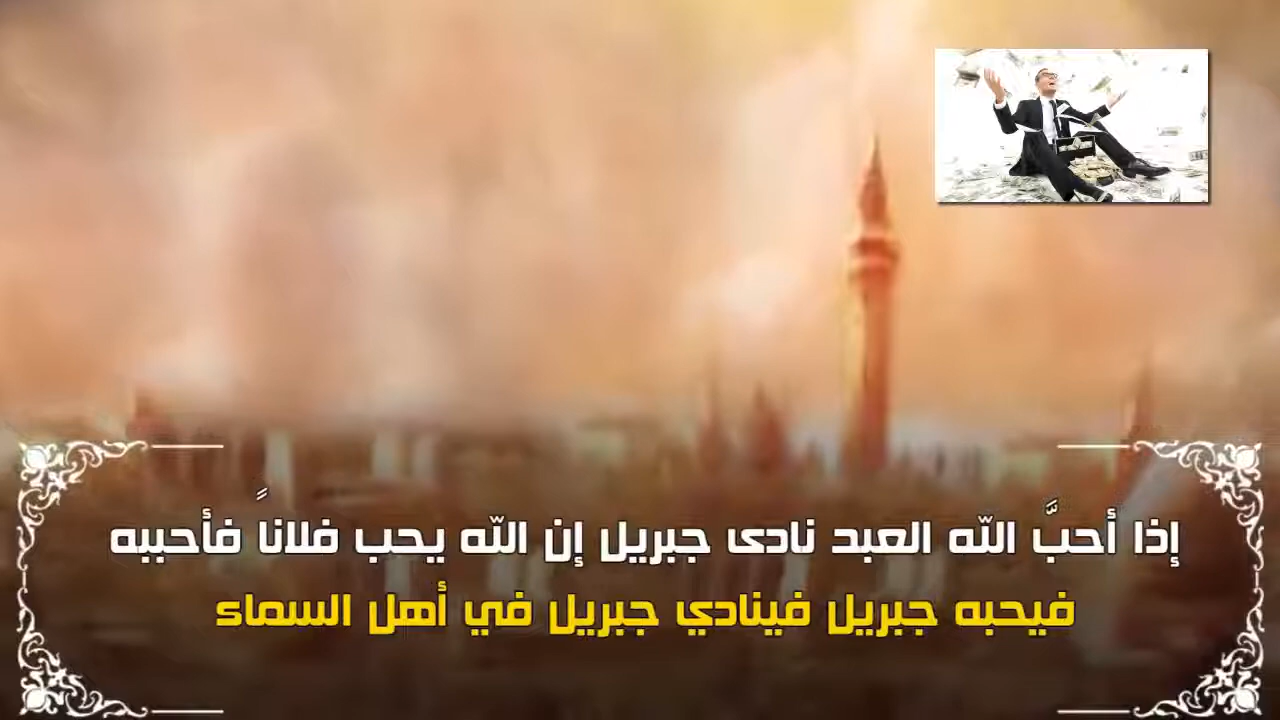 إذا أحبَّ الله العبد نادى جبريل إن الله يحب فلاناً فأحببه
فيحبه جبريل فينادي جبريل في أهل السماء